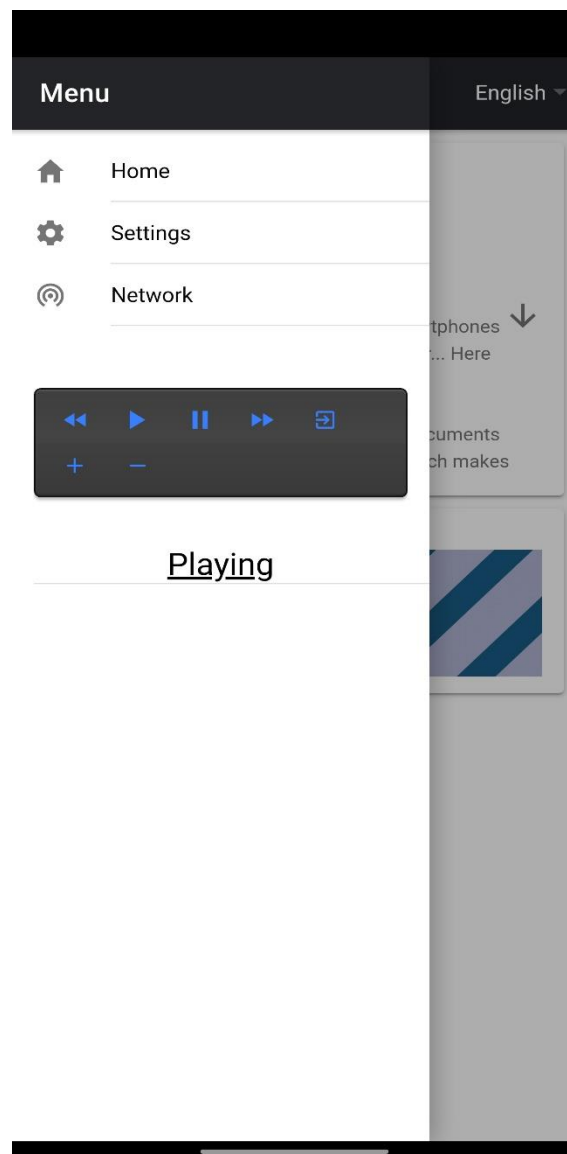 Menu
English
Home
Settings
Network
tphones
... Here
cuments
ch makes
Playing